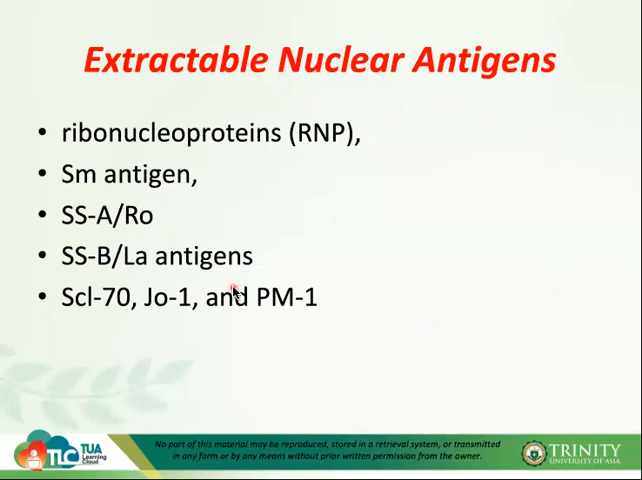 Extractable Nuclear Antigens
• ribonucleoproteins (RNP),
• Sm antigen,
• SS-A/Ro
• SS-B/La antigens
• Scl-70, Jo-1, and PM-1
TLC
TUA
Learning
Cloud
No part of this material may be reproduced, stored in a retrieval system, or transmitted
in any form or by any means without prior written permission from the owner.
TRINITY
UNIVERSITY OF ASIA